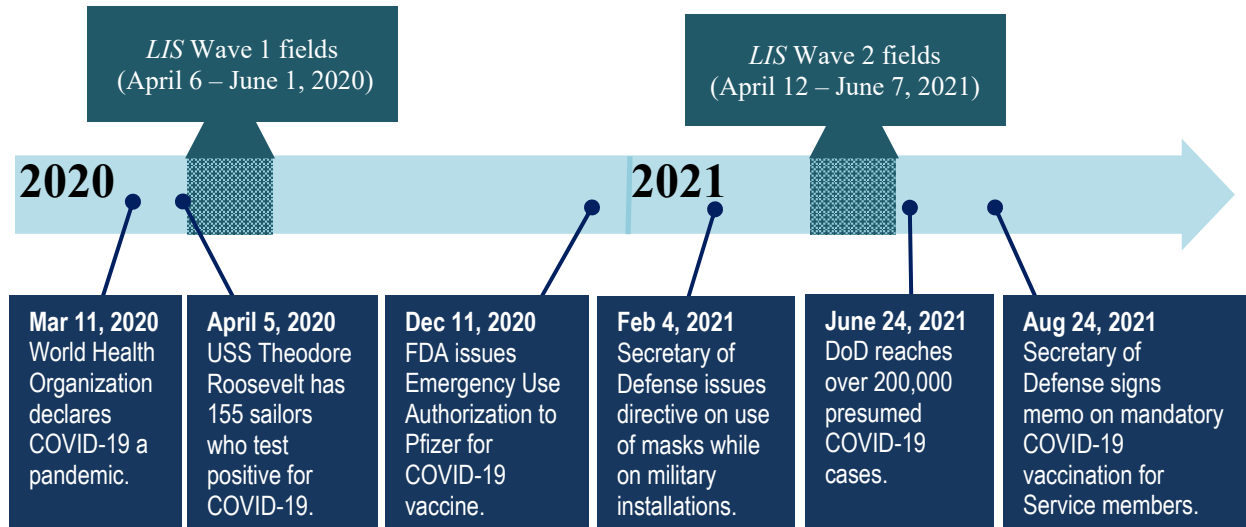 LIS Wave 1 fields
(April 6 – June 1, 2020)
LIS Wave 2 fields
(April 12 – June 7, 2021)
2020
2021
Mar 11, 2020
World Health
Organization
declares
COVID-19 a
pandemic.
April 5, 2020
USS Theodore
Roosevelt has
155 sailors
who test
positive for
COVID-19.
Dec 11, 2020
FDA issues
Emergency Use
Authorization to
Pfizer for
COVID-19
vaccine.
Feb 4, 2021
Secretary of
Defense issues
directive on use
of masks while
on military
installations.
June 24, 2021
DoD reaches
over 200,000
presumed
COVID-19
cases.
Aug 24, 2021
Secretary of
Defense signs
memo on mandatory
COVID-19
vaccination for
Service members.